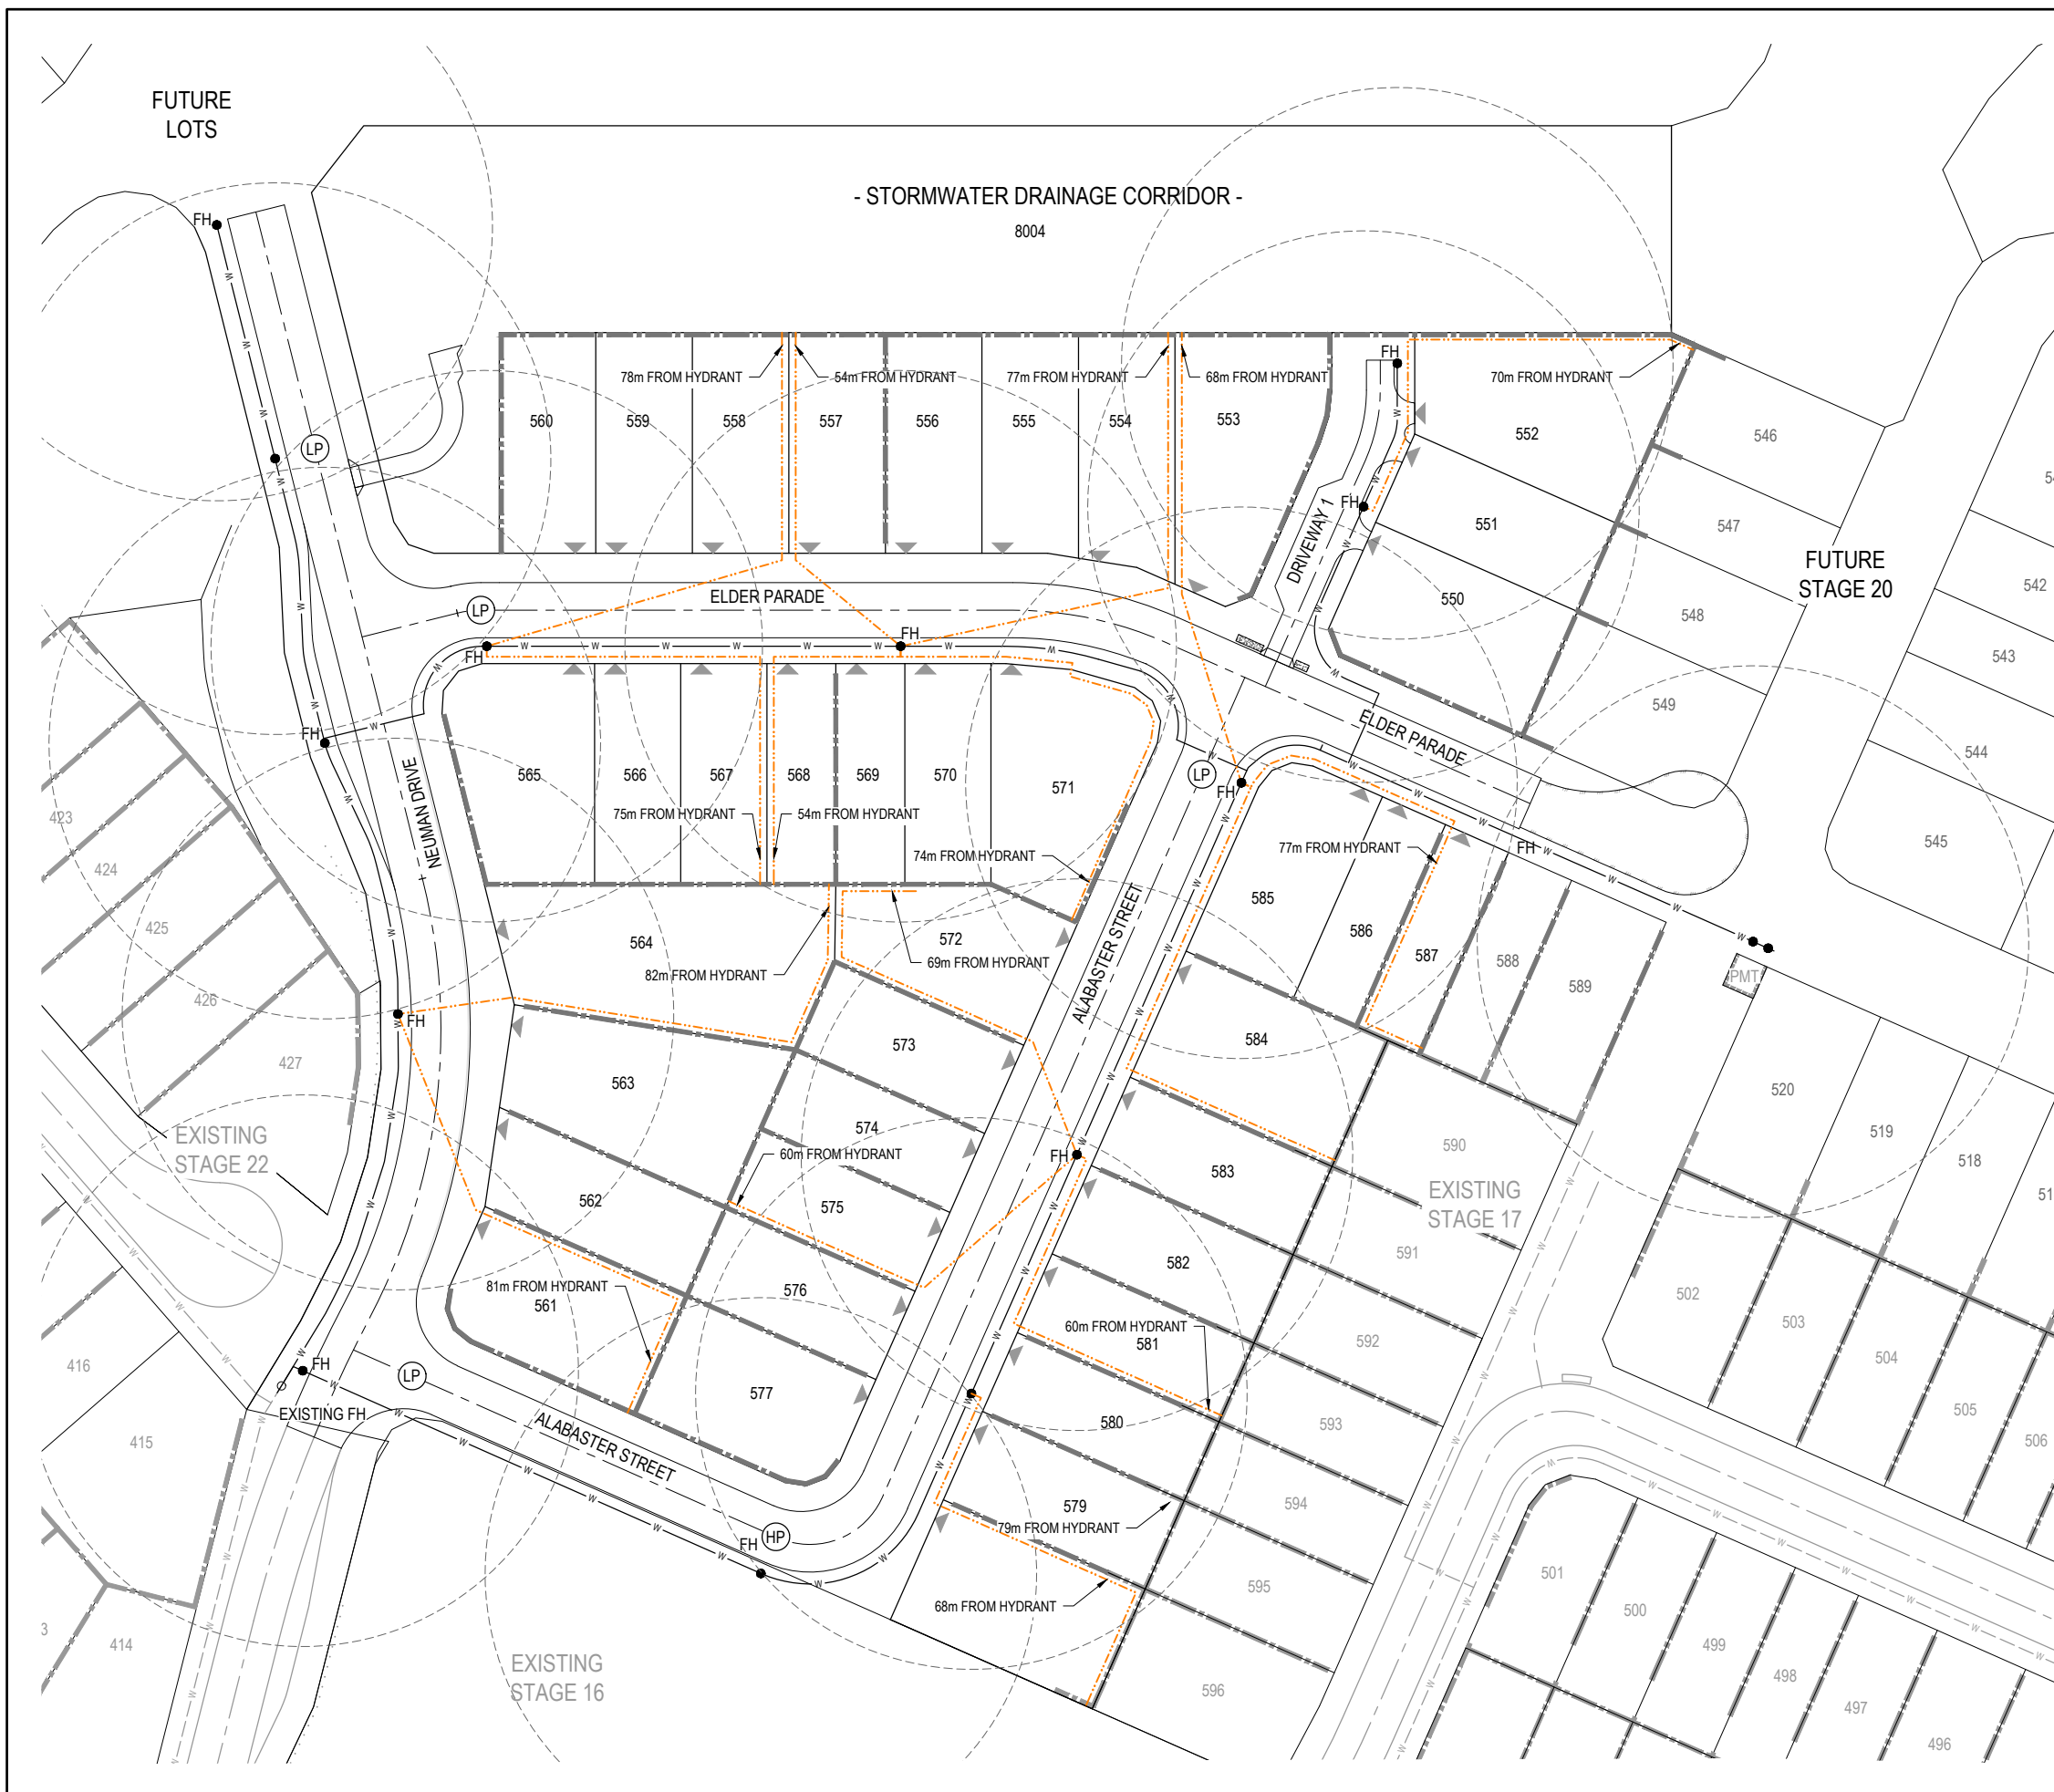 FUTURE
LOTS
FH
- STORMWATER DRAINAGE CORRIDOR -
8004
FH
78m FROM HYDRANT
54m FROM HYDRANT
77m FROM HYDRANT
68m FROM HYDRANT
70m FROM HYDRANT
560
559
558
557
556
555
554
553
552
546
LP
551
547
FH
DRIVEWAY 1
FUTURE
STAGE 20
542
550
548
543
ELDER PARADE
LP
FH
FH
549
544
ELDER PARADE
FH
NEUMAN DRIVE
565
566
567
568
569
570
571
LP
FH
75m FROM HYDRANT
54m FROM HYDRANT
74m FROM HYDRANT
77m FROM HYDRANT
FH
545
423
424
425
426
427
564
572
82m FROM HYDRANT
69m FROM HYDRANT
ALABASTER STREET
585
586
587
588
589
PMT
FH
573
584
563
574
520
519
518
EXISTING
STAGE 22
60m FROM HYDRANT
FH
583
590
EXISTING
STAGE 17
562
575
591
582
576
81m FROM HYDRANT
561
60m FROM HYDRANT
581
592
502
503
504
505
506
416
FH
LP
577
EXISTING FH
ALABASTER STREET
580
593
415
579
79m FROM HYDRANT
594
FH
HP
595
68m FROM HYDRANT
501
500
499
498
497
496
414
3
EXISTING
STAGE 16
596